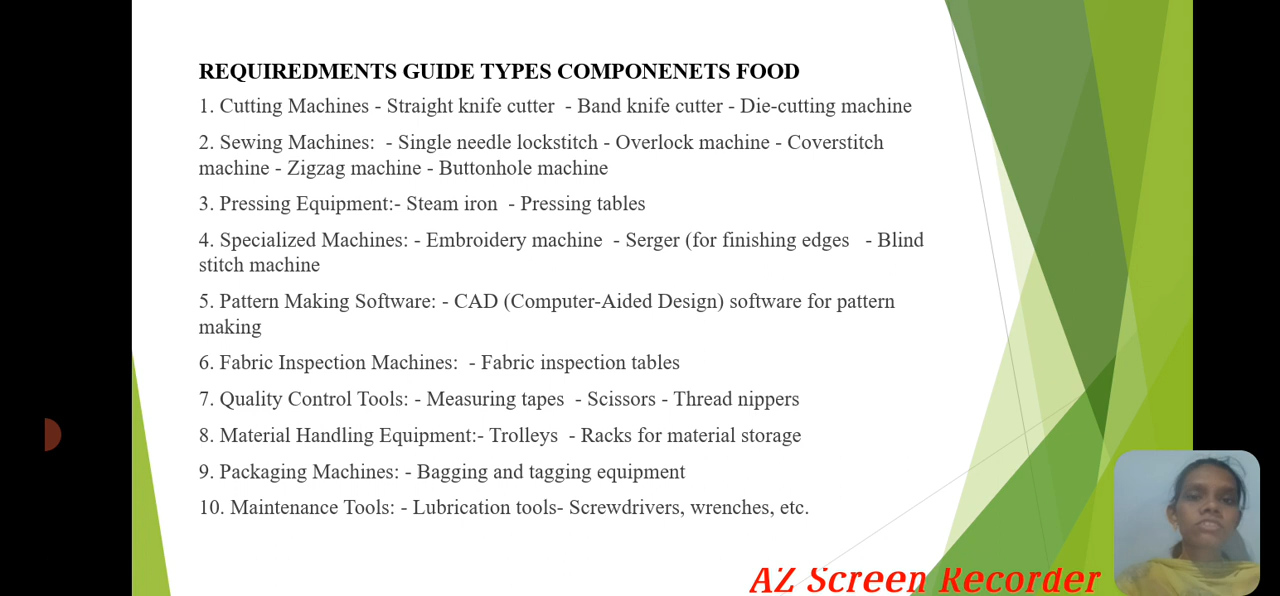 REQUIREDMENTS GUIDE TYPES COMPONENETS FOOD
1. Cutting Machines - Straight knife cutter  - Band knife cutter - Die-cutting machine
2. Sewing Machines:  - Single needle lockstitch - Overlock machine - Coverstitch
machine - Zigzag machine - Buttonhole machine
3. Pressing Equipment:- Steam iron  - Pressing tables
4. Specialized Machines: - Embroidery machine  - Serger (for finishing edges   - Blind
stitch machine
5. Pattern Making Software: - CAD (Computer-Aided Design) software for pattern
making
6. Fabric Inspection Machines:  - Fabric inspection tables
7. Quality Control Tools: - Measuring tapes  - Scissors - Thread nippers
8. Material Handling Equipment:- Trolleys  - Racks for material storage
9. Packaging Machines: - Bagging and tagging equipment
10. Maintenance Tools: - Lubrication tools- Screwdrivers, wrenches, etc.
AZ Screen Recorder